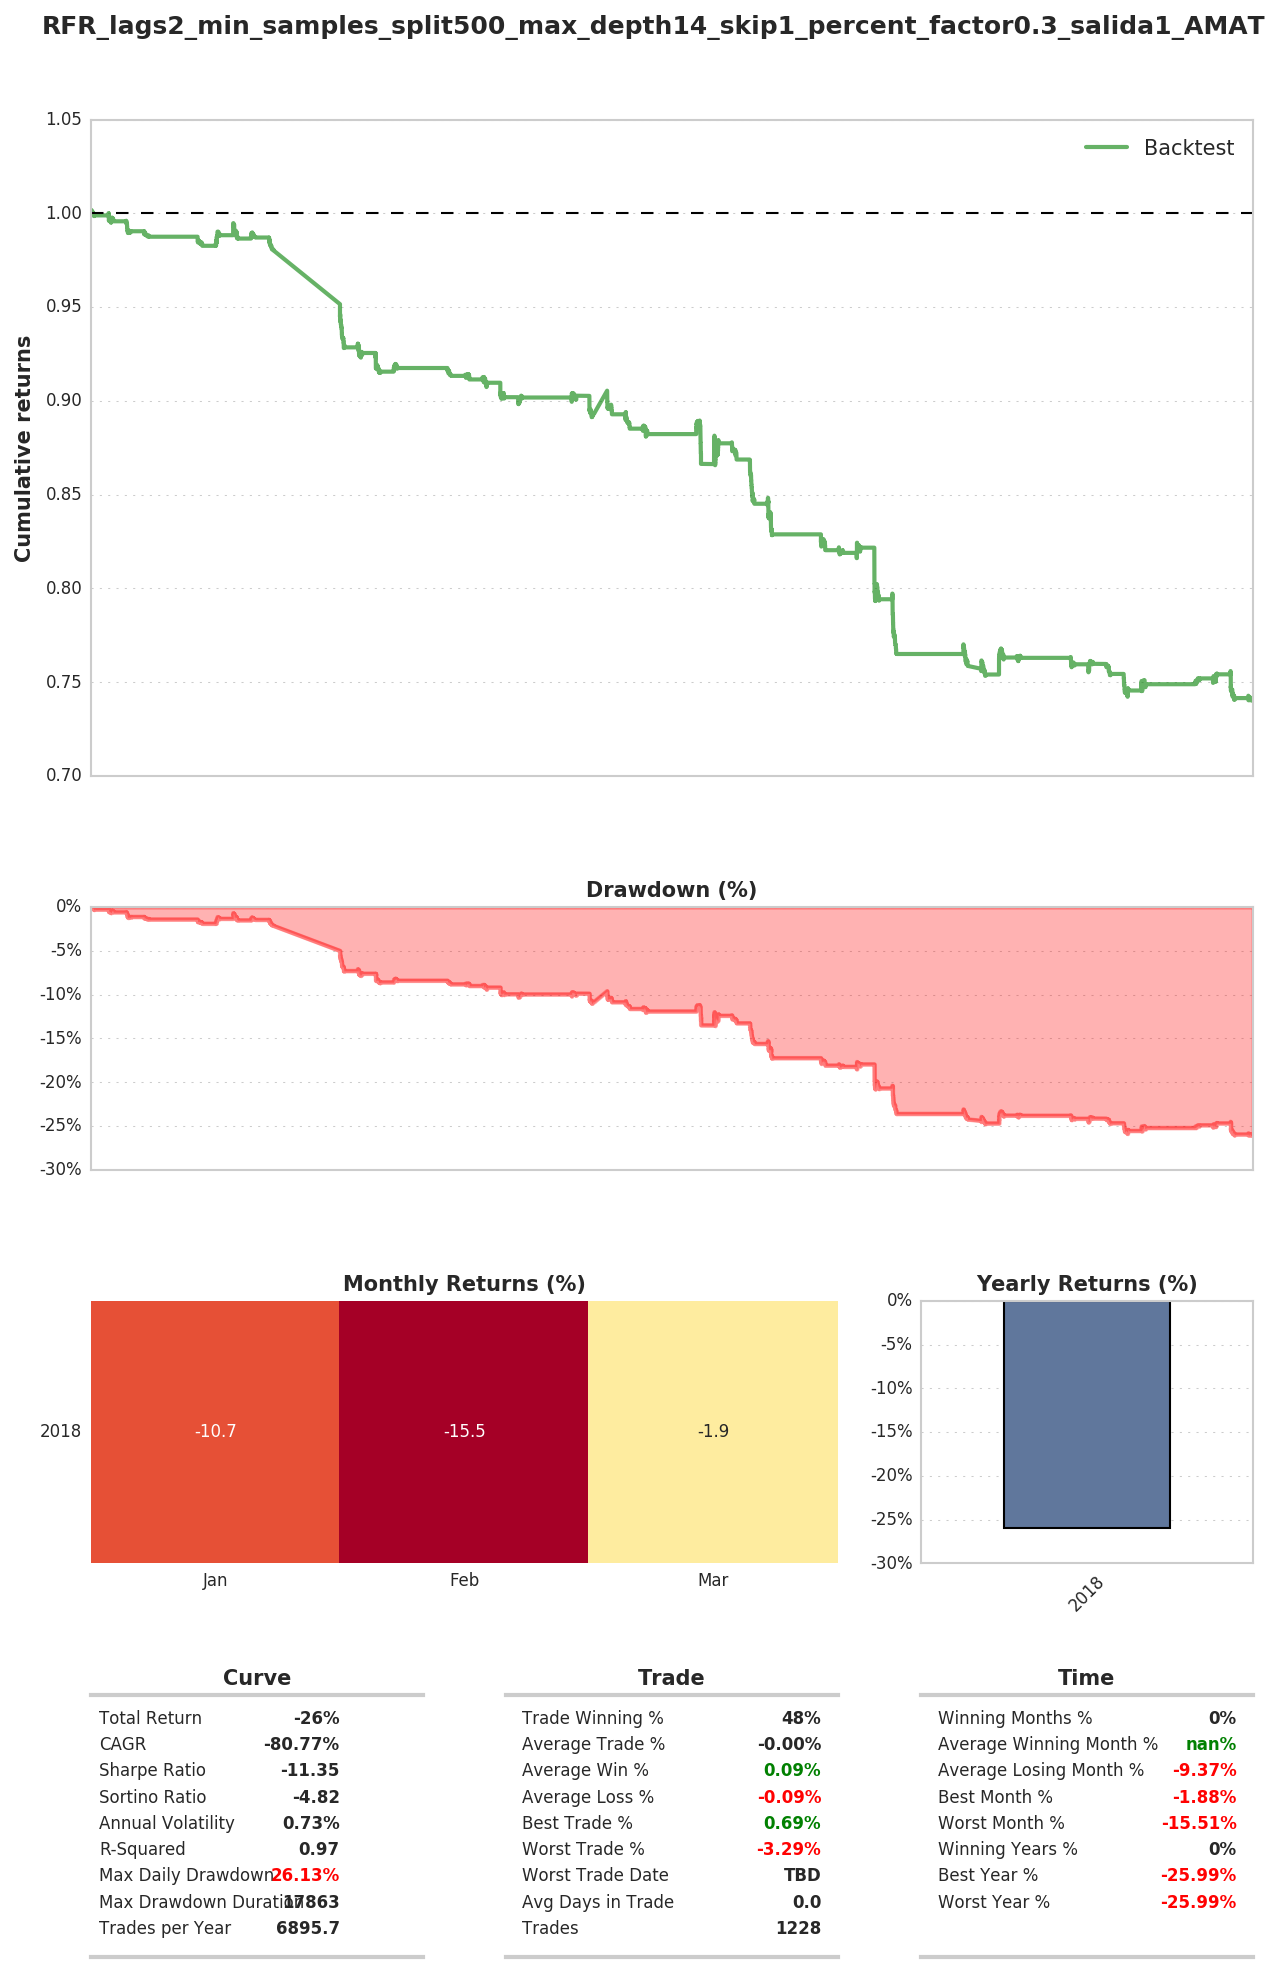 RFR_lags2_min_samples_split500_max_depth14_skip1_percent_factor0.3_salida1_AMAT
1.05
Backtest
1.00
0.95
0.90
0.85
0.80
0.75
0.70
Cumulative returns
Drawdown (%)
0%
-5%
-10%
-15%
-20%
-25%
-30%
Monthly Returns (%)
2018
-10.7
-15.5
-1.9
Jan
Feb
Mar
Yearly Returns (%)
0%
-5%
-10%
-15%
-20%
-25%
-30%
2018
Curve
Total Return -26%
CAGR -80.77%
Sharpe Ratio -11.35
Sortino Ratio -4.82
Annual Volatility 0.73%
R-Squared 0.97
Max Daily Drawdown 26.13%
Max Drawdown Duration 17863
Trades per Year 6895.7
Trade
Trade Winning % 48%
Average Trade % -0.00%
Average Win % 0.09%
Average Loss % -0.09%
Best Trade % 0.69%
Worst Trade % -3.29%
Worst Trade Date TBD
Avg Days in Trade 0.0
Trades 1228
Time
Winning Months % 0%
Average Winning Month % nan%
Average Losing Month % -9.37%
Best Month % -1.88%
Worst Month % -15.51%
Winning Years % 0%
Best Year % -25.99%
Worst Year % -25.99%